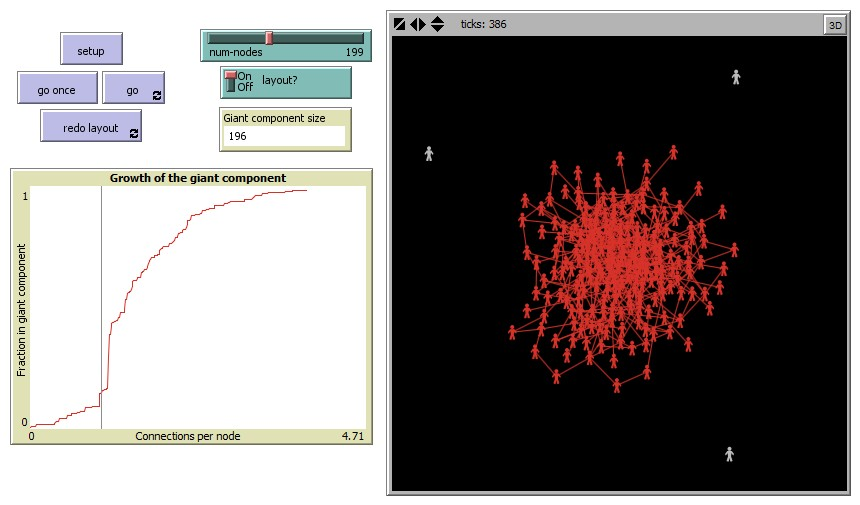 setup
go once
go
redo layout
num-nodes 199
On
Off
layout?
Giant component size
196
Growth of the giant component
1
Fraction in giant component
0
0
Connections per node
4.71
ticks: 386
3D